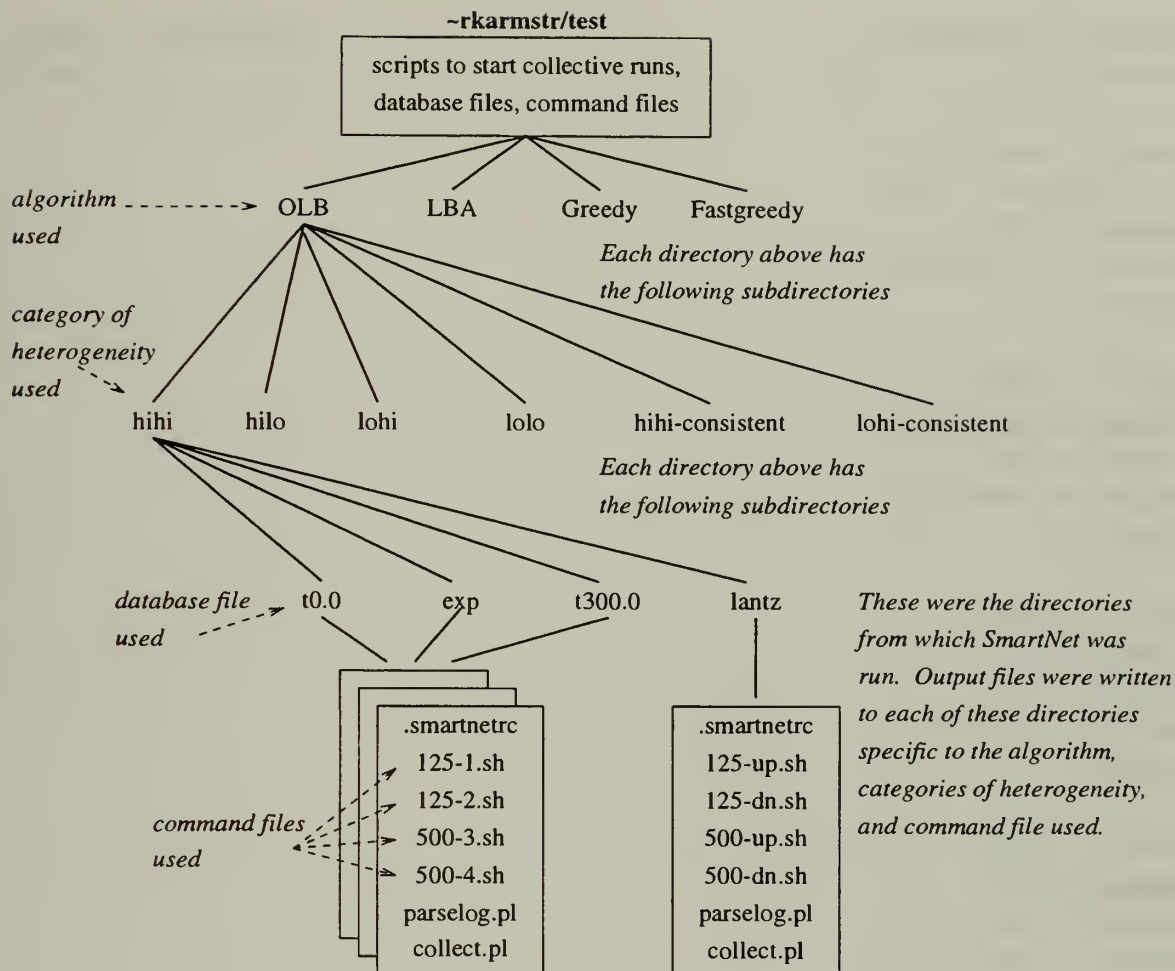 ~rkarmstr/test
scripts to start collective runs,
database files, command files
algorithm
used
OLB LBA Greedy Fastgreedy
Each directory above has
the following subdirectories
category of
heterogeneity
used
hihi hilo lohi lolo hihi-consistent lohi-consistent
Each directory above has
the following subdirectories
database file
used
t0.0 exp t300.0 lantz
These were the directories
from which SmartNet was
run. Output files were written
to each of these directories
specific to the algorithm,
categories of heterogeneity,
and command file used.
command files
used
.smartnetrc
125-1.sh
125-2.sh
500-3.sh
500-4.sh
parselog.pl
collect.pl
.smartnetrc
125-up.sh
125-dn.sh
500-up.sh
500-dn.sh
parselog.pl
collect.pl